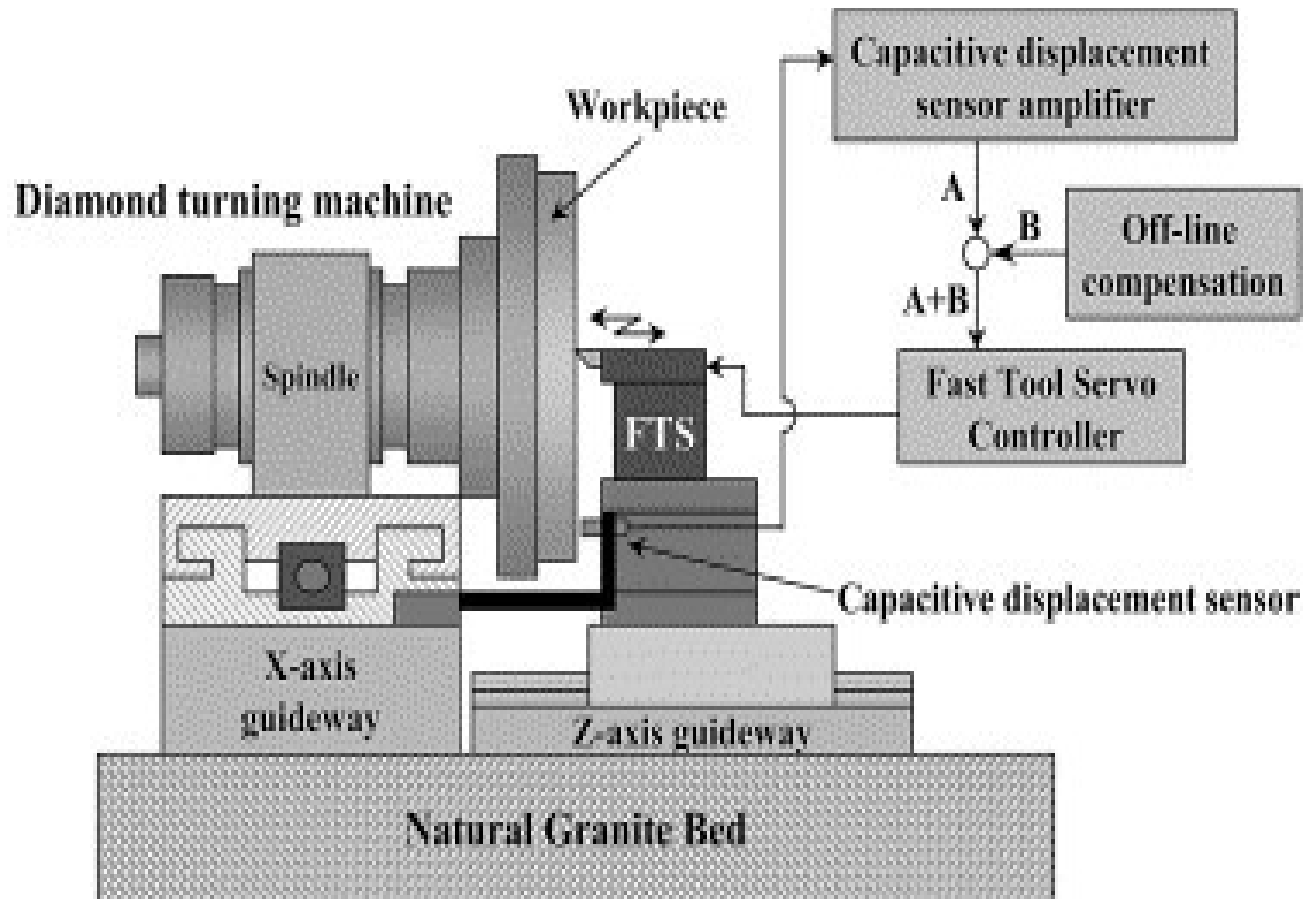 Capacitive displacement
sensor amplifier
Workpiece
Diamond turning machine
A
B
Off-line
compensation
A+B
Spindle
Fast Tool Servo
Controller
FTS
Capacitive displacement sensor
X-axis
guideway
Z-axis guideway
Natural Granite Bed